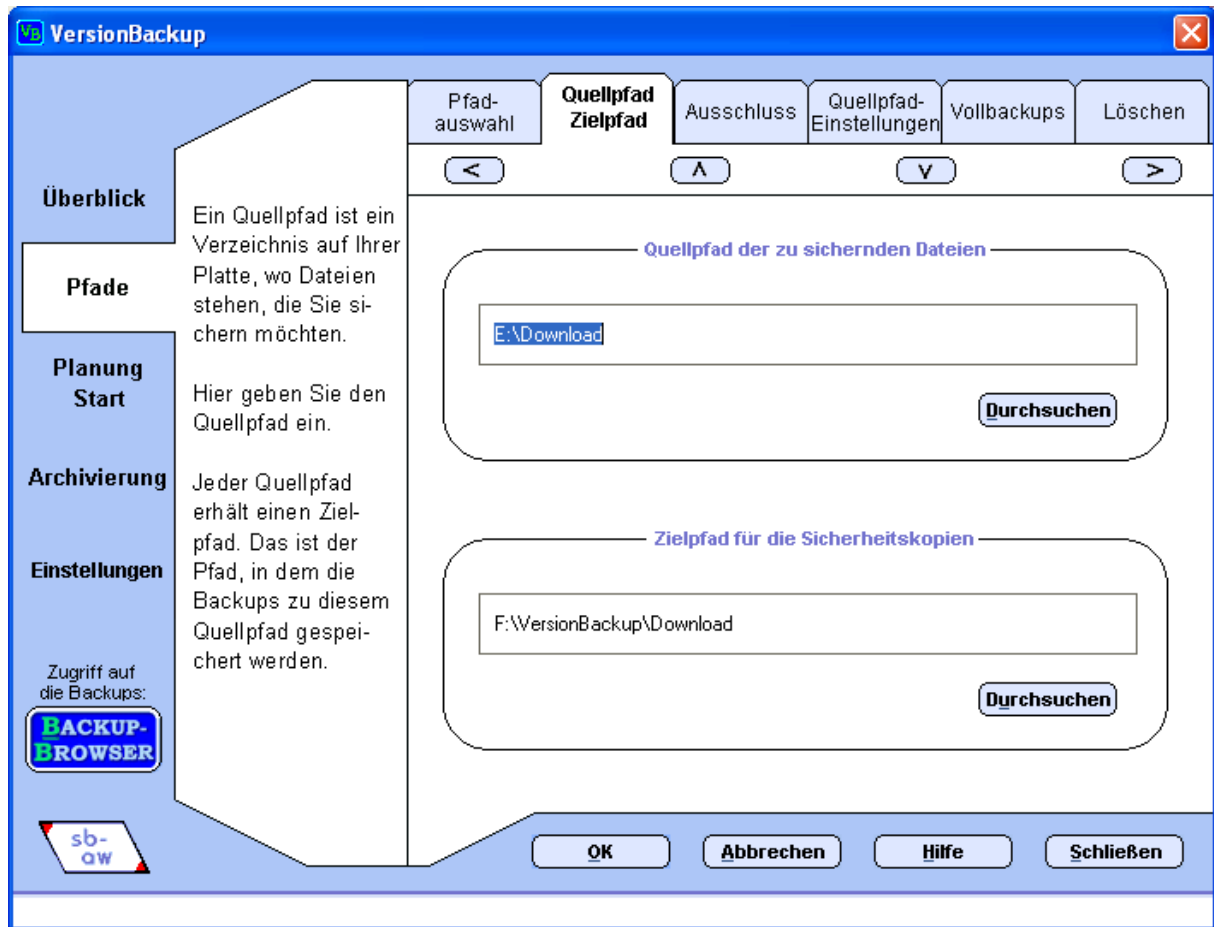 VB VersionBackup
Pfad-
auswahl
Quellpfad
Zielpfad
Ausschluss
Quellpfad-
Einstellungen
Vollbackups
Löschen
<
Λ
V
>
Überblick
Pfade
Planung
Start
Archivierung
Einstellungen
Zugriff auf
die Backups:
BACKUP-
BROWSER
sb-
aw
Ein Quellpfad ist ein
Verzeichnis auf Ihrer
Platte, wo Dateien
stehen, die Sie si-
chern möchten.
Hier geben Sie den
Quellpfad ein.
Jeder Quellpfad
erhält einen Ziel-
pfad. Das ist der
Pfad, in dem die
Backups zu diesem
Quellpfad gespei-
chert werden.
Quellpfad der zu sichernden Dateien
E:\Download
Durchsuchen
Zielpfad für die Sicherheitskopien
F:\VersionBackup\Download
Durchsuchen
OK
Abbrechen
Hilfe
Schließen